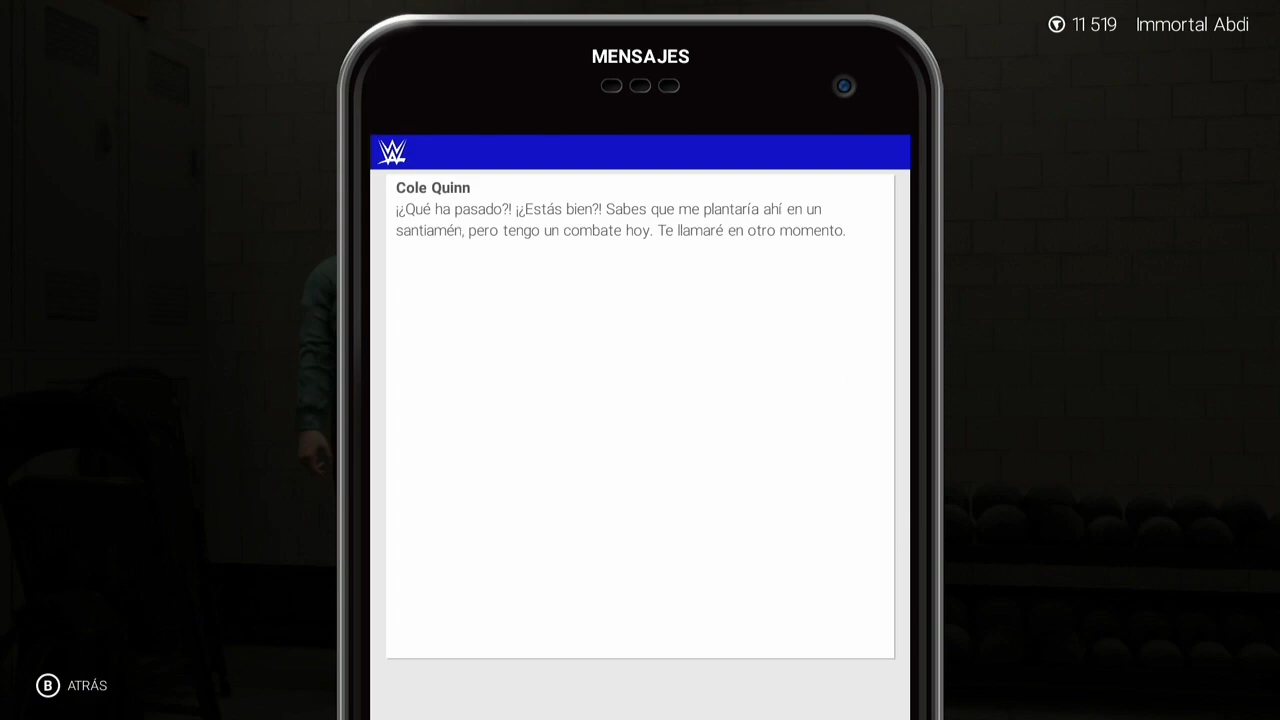 11 519 Immortal Abdi
MENSAJES
Cole Quinn
¡¿Qué ha pasado?! ¡¿Estás bien?! Sabes que me plantaría ahí en un
santiamén, pero tengo un combate hoy. Te llamaré en otro momento.
B ATRÁS